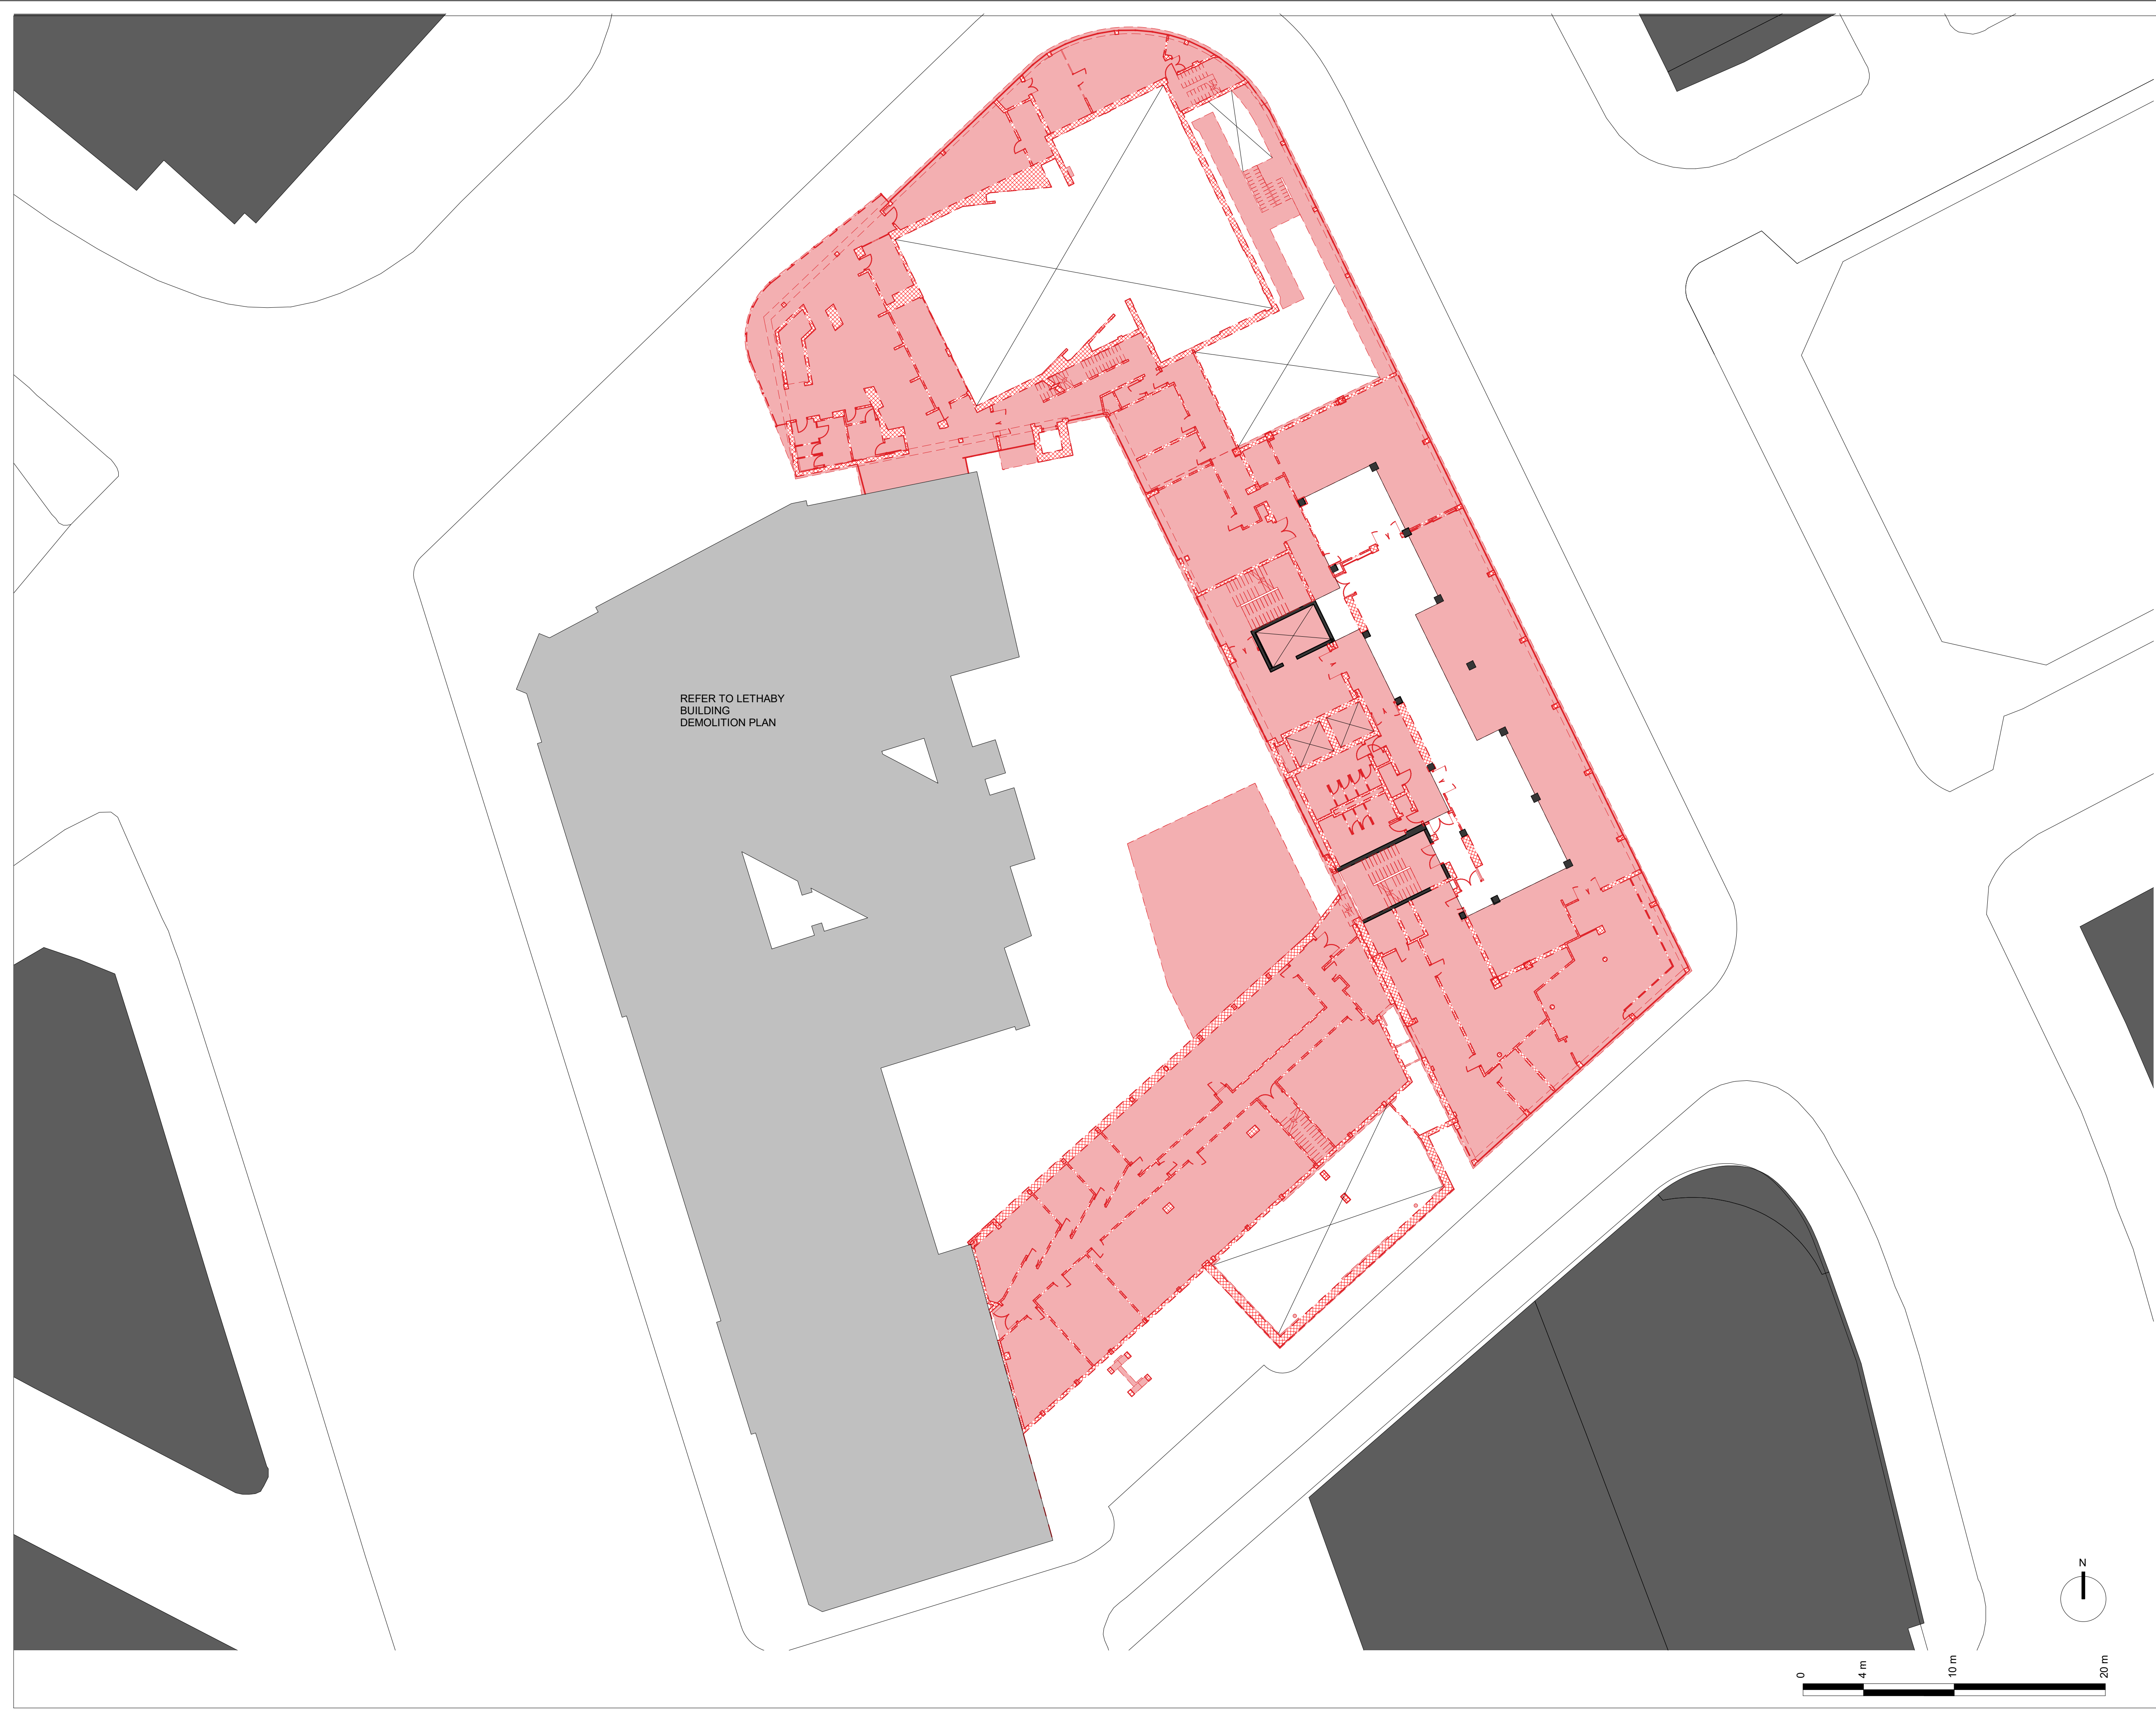 REFER TO LETHABY
BUILDING
DEMOLITION PLAN
N
0
4 m
10 m
20 m